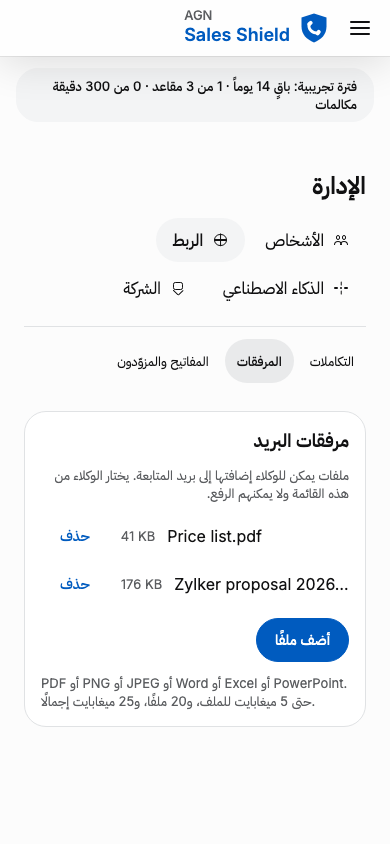 AGN
Sales Shield
فترة تجريبية: باقٍ 14 يوماً · 1 من 3 مقاعد · 0 من 300 دقيقة
مكالمات
الإدارة
الأشخاص
الربط
الذكاء الاصطناعي
الشركة
التكاملات
المرفقات
المفاتيح والمزوّدون
مرفقات البريد
ملفات يمكن للوكلاء إضافتها إلى بريد المتابعة. يختار الوكلاء من
هذه القائمة ولا يمكنهم الرفع.
Price list.pdf 41 KB حذف
Zylker proposal 2026... 176 KB حذف
أضف ملفًا
PDF أو PNG أو JPEG أو Word أو Excel أو PowerPoint.
حتى 5 ميغابايت للملف، و20 ملفًا، و25 ميغابايت إجمالًا.